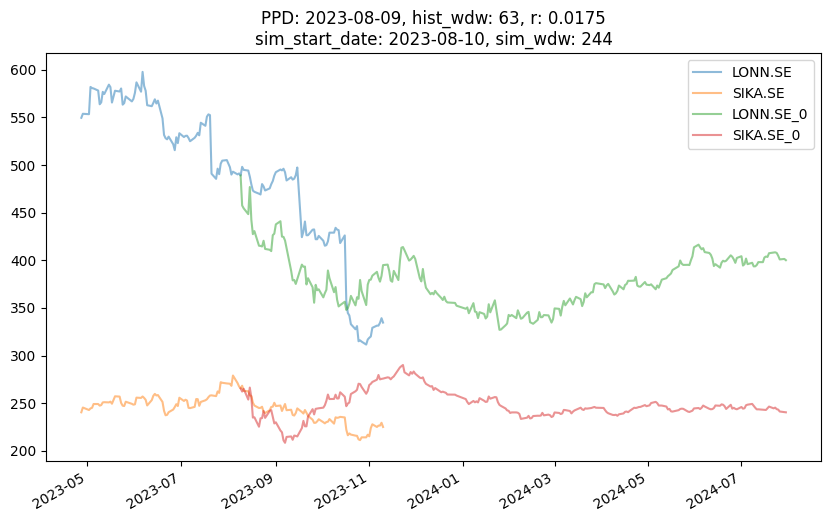 PPD: 2023-08-09, hist_wdw: 63, r: 0.0175
sim_start_date: 2023-08-10, sim_wdw: 244
LONN.SE
SIKA.SE
LONN.SE_0
SIKA.SE_0
600
550
500
450
400
350
300
250
200
2023-05
2023-07
2023-09
2023-11
2024-01
2024-03
2024-05
2024-07